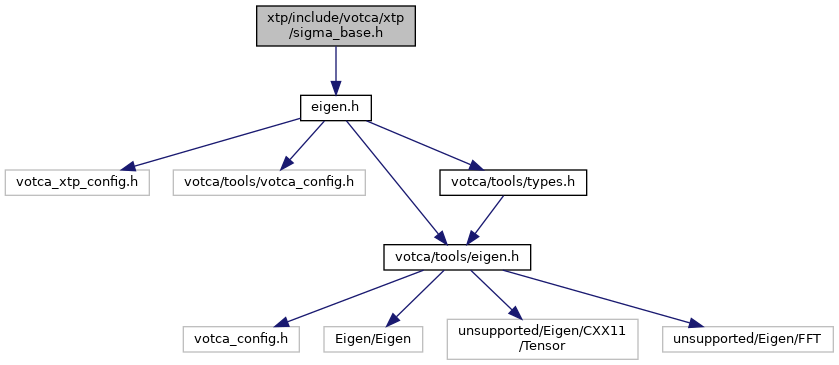 xtp/include/votca/xtp
/sigma_base.h
eigen.h
votca_xtp_config.h
votca/tools/votca_config.h
votca/tools/types.h
votca/tools/eigen.h
votca_config.h
Eigen/Eigen
unsupported/Eigen/CXX11
/Tensor
unsupported/Eigen/FFT